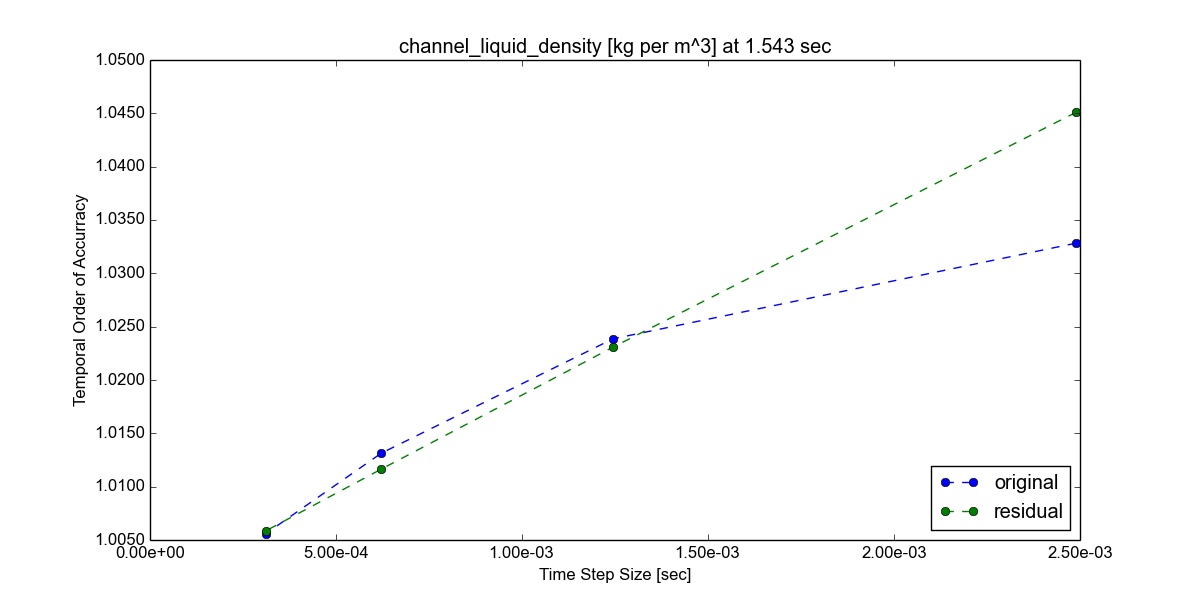 channel_liquid_density [kg per m^3] at 1.543 sec
1.0500
1.0450
1.0400
1.0350
1.0300
1.0250
1.0200
1.0150
1.0100
1.0050
Temporal Order of Accurracy
original
residual
0.00e+00 5.00e-04 1.00e-03 1.50e-03 2.00e-03 2.50e-03
Time Step Size [sec]